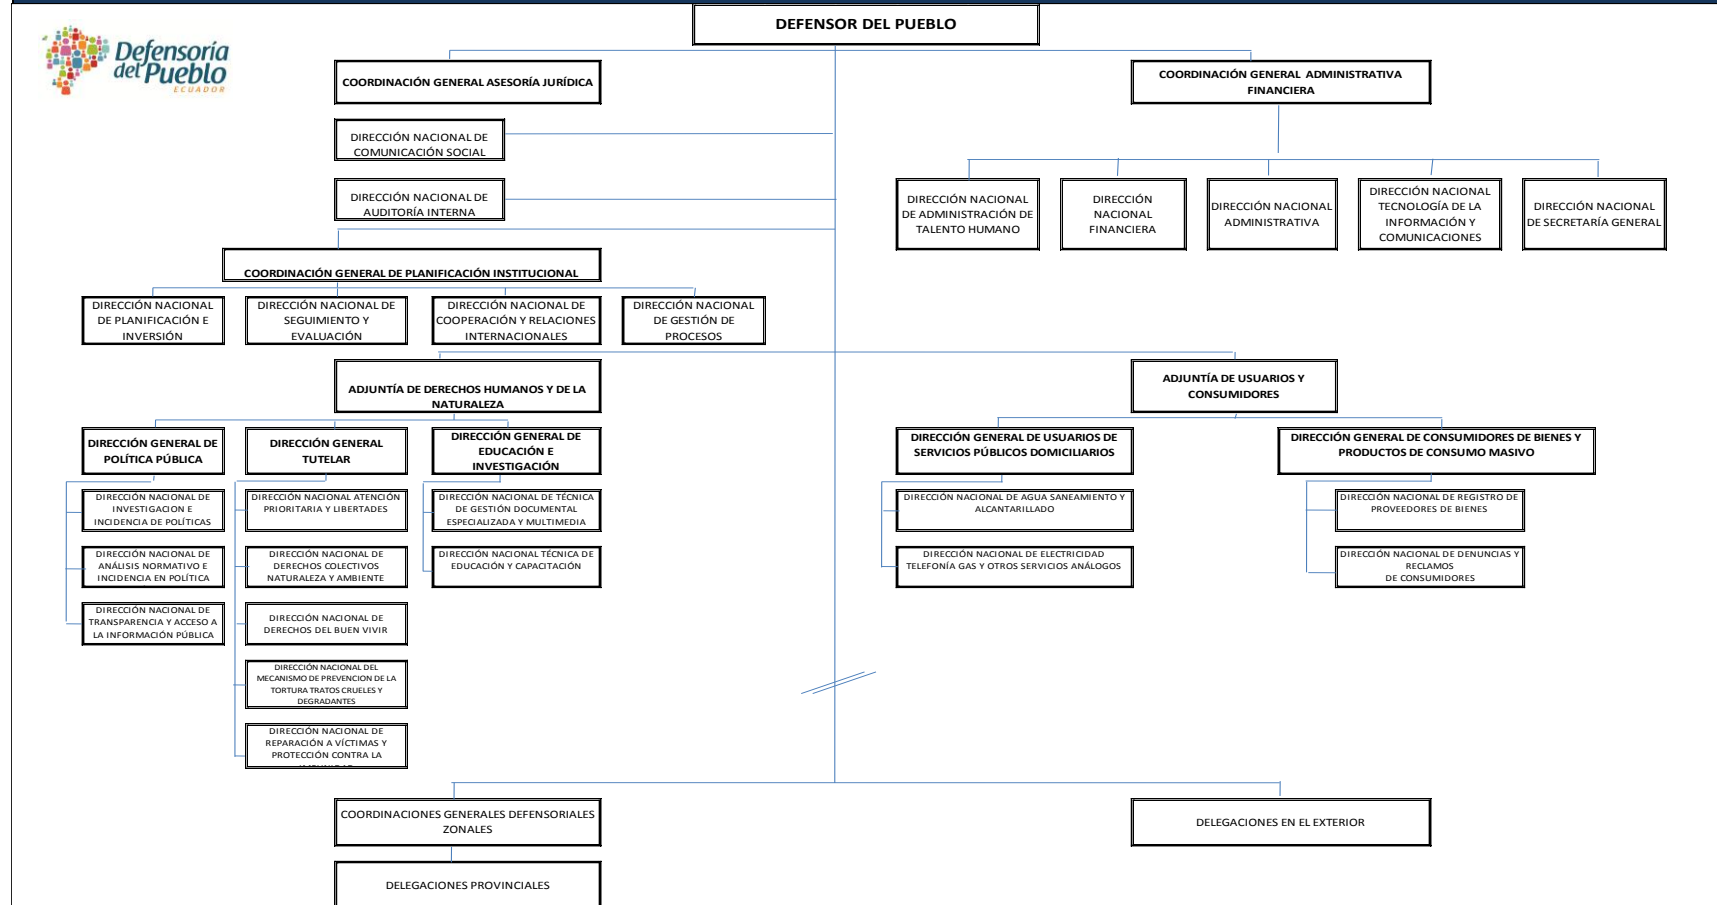 DEFENSOR DEL PUEBLO
Defensoría
del Pueblo
ECUADOR
COORDINACIÓN GENERAL ASESORÍA JURÍDICA
COORDINACIÓN GENERAL ADMINISTRATIVA
FINANCIERA
DIRECCIÓN NACIONAL DE
COMUNICACIÓN SOCIAL
DIRECCIÓN NACIONAL DE
AUDITORÍA INTERNA
DIRECCIÓN NACIONAL
DE ADMINISTRACIÓN DE
TALENTO HUMANO
DIRECCIÓN
NACIONAL
FINANCIERA
DIRECCIÓN NACIONAL
ADMINISTRATIVA
DIRECCIÓN NACIONAL
TECNOLOGÍA DE LA
INFORMACIÓN Y
COMUNICACIONES
DIRECCIÓN NACIONAL
DE SECRETARÍA GENERAL
COORDINACIÓN GENERAL DE PLANIFICACIÓN INSTITUCIONAL
DIRECCIÓN NACIONAL
DE PLANIFICACIÓN E
INVERSIÓN
DIRECCIÓN NACIONAL DE
SEGUIMIENTO Y
EVALUACIÓN
DIRECCIÓN NACIONAL DE
COOPERACIÓN Y RELACIONES
INTERNACIONALES
DIRECCIÓN NACIONAL
DE GESTIÓN DE
PROCESOS
ADJUNTÍA DE DERECHOS HUMANOS Y DE LA
NATURALEZA
ADJUNTÍA DE USUARIOS Y
CONSUMIDORES
DIRECCIÓN GENERAL DE
POLÍTICA PÚBLICA
DIRECCIÓN GENERAL
TUTELAR
DIRECCIÓN GENERAL DE
EDUCACIÓN E
INVESTIGACIÓN
DIRECCIÓN GENERAL DE USUARIOS DE
SERVICIOS PÚBLICOS DOMICILIARIOS
DIRECCIÓN GENERAL DE CONSUMIDORES DE BIENES Y
PRODUCTOS DE CONSUMO MASIVO
DIRECCIÓN NACIONAL DE
INVESTIGACION E
INCIDENCIA DE POLÍTICAS
DIRECCIÓN NACIONAL ATENCIÓN
PRIORITARIA Y LIBERTADES
DIRECCIÓN NACIONAL DE TÉCNICA
DE GESTIÓN DOCUMENTAL
ESPECIALIZADA Y MULTIMEDIA
DIRECCIÓN NACIONAL DE AGUA SANEAMIENTO Y
ALCANTARILLADO
DIRECCIÓN NACIONAL DE REGISTRO DE
PROVEEDORES DE BIENES
DIRECCIÓN NACIONAL DE
ANÁLISIS NORMATIVO E
INCIDENCIA EN POLÍTICA
DIRECCIÓN NACIONAL DE
DERECHOS COLECTIVOS
NATURALEZA Y AMBIENTE
DIRECCIÓN NACIONAL TÉCNICA DE
EDUCACIÓN Y CAPACITACIÓN
DIRECCIÓN NACIONAL DE ELECTRICIDAD
TELEFONÍA GAS Y OTROS SERVICIOS ANÁLOGOS
DIRECCIÓN NACIONAL DE DENUNCIAS Y
RECLAMOS
DE CONSUMIDORES
DIRECCIÓN NACIONAL DE
TRANSPARENCIA Y ACCESO A
LA INFORMACIÓN PÚBLICA
DIRECCIÓN NACIONAL DE
DERECHOS DEL BUEN VIVIR
DIRECCIÓN NACIONAL DEL
MECANISMO DE PREVENCION DE LA
TORTURA TRATOS CRUELES Y
DEGRADANTES
DIRECCIÓN NACIONAL DE
REPARACIÓN A VÍCTIMAS Y
PROTECCIÓN CONTRA LA
COORDINACIONES GENERALES DEFENSORIALES
ZONALES
DELEGACIONES EN EL EXTERIOR
DELEGACIONES PROVINCIALES